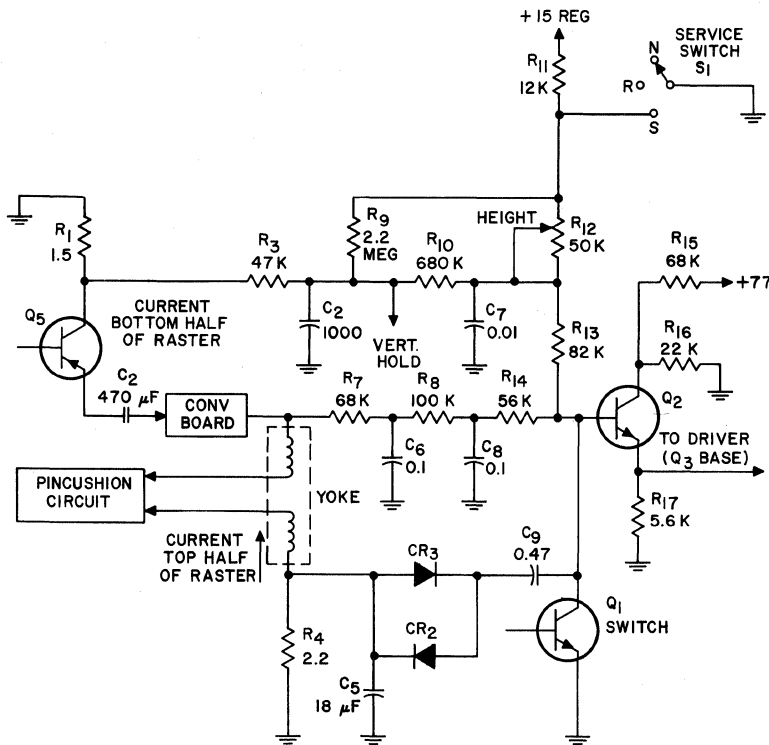 +15 REG
R11
12K
N
SERVICE
SWITCH
S1
R
S
R1
1.5
R3
47K
R9
2.2
MEG
R10
680K
HEIGHT
R12
50K
R15
68K
+77
Q5
CURRENT
BOTTOM HALF
OF RASTER
C2
1000
VERT.
HOLD
C7
0.01
R13
82K
R16
22K
C2
470 μF
CONV
BOARD
R7
68K
R8
100K
R14
56K
Q2
C6
0.1
C8
0.1
TO DRIVER
(Q3 BASE)
PINCUSHION
CIRCUIT
YOKE
R17
5.6K
CURRENT
TOP HALF
OF RASTER
CR3
C9
0.47
Q1
SWITCH
R4
2.2
CR2
C5
18 μF